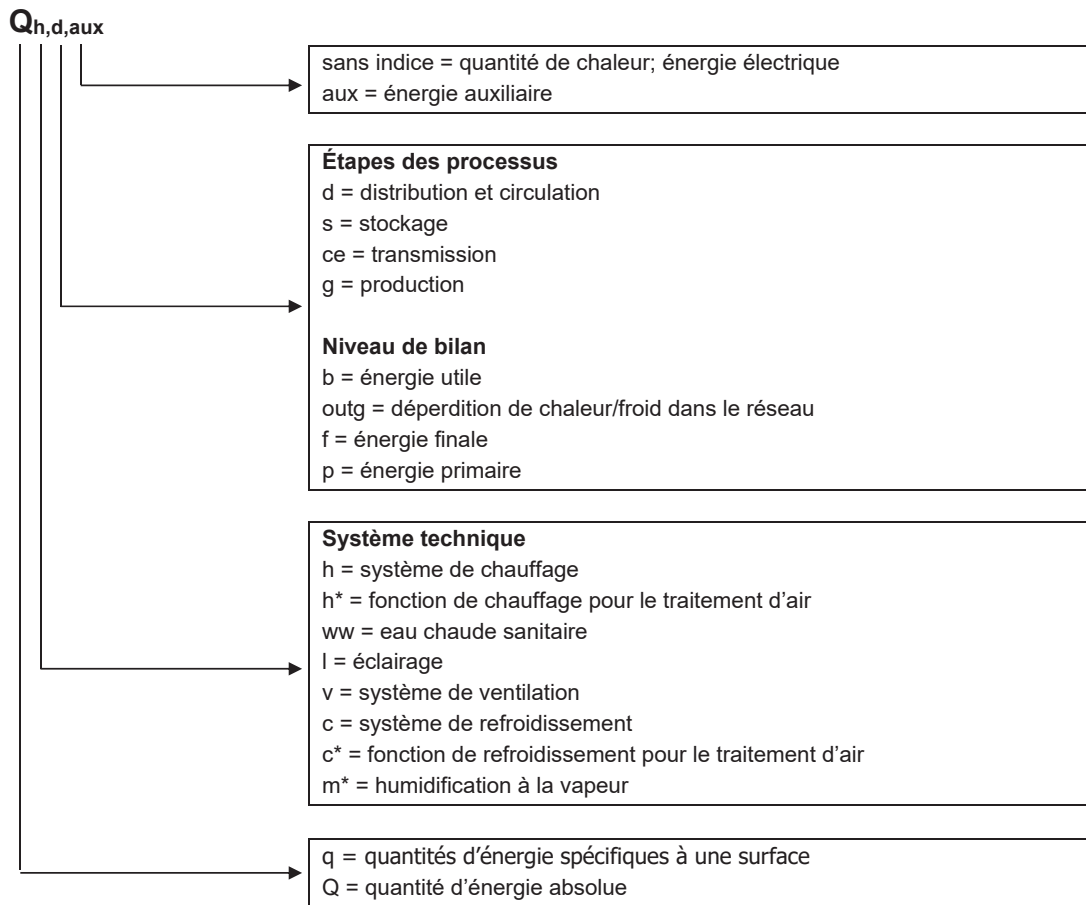 Qh,d,aux
sans indice = quantité de chaleur; énergie électrique
aux = énergie auxiliaire
Étapes des processus
d = distribution et circulation
s = stockage
ce = transmission
g = production
Niveau de bilan
b = énergie utile
outg = déperdition de chaleur/froid dans le réseau
f = énergie finale
p = énergie primaire
Système technique
h = système de chauffage
h* = fonction de chauffage pour le traitement d’air
ww = eau chaude sanitaire
l = éclairage
v = système de ventilation
c = système de refroidissement
c* = fonction de refroidissement pour le traitement d’air
m* = humidification à la vapeur
q = quantités d’énergie spécifiques à une surface
Q = quantité d’énergie absolue